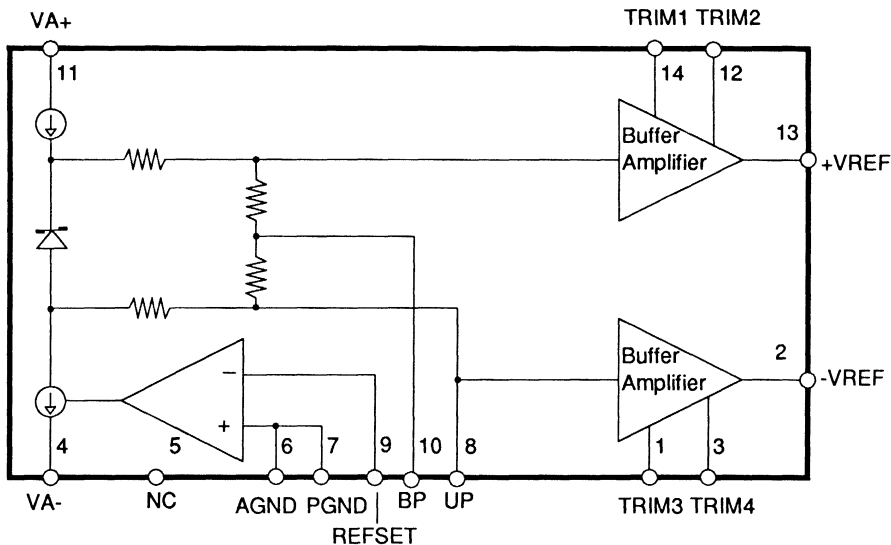 VA+
TRIM1 TRIM2
11
14
12
Buffer
Amplifier
13
+VREF
Buffer
Amplifier
2
-VREF
−
+
4
5
6
7
9
10
8
1
3
VA-
NC
AGND
PGND
REFSET
BP
UP
TRIM3 TRIM4